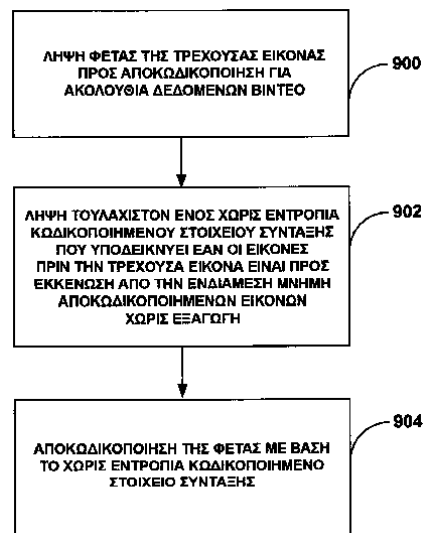 ΛΗΨΗ ΦΕΤΑΣ ΤΗΣ ΤΡΕΧΟΥΣΑΣ ΕΙΚΟΝΑΣ
ΠΡΟΣ ΑΠΟΚΩΔΙΚΟΠΟΙΗΣΗ ΓΙΑ
ΑΚΟΛΟΥΘΙΑ ΔΕΔΟΜΕΝΩΝ ΒΙΝΤΕΟ
900
ΛΗΨΗ ΤΟΥΛΑΧΙΣΤΟΝ ΕΝΟΣ ΧΩΡΙΣ ΕΝΤΡΟΠΙΑ
ΚΩΔΙΚΟΠΟΙΗΜΕΝΟΥ ΣΤΟΙΧΕΙΟΥ ΣΥΝΤΑΞΗΣ
ΠΟΥ ΥΠΟΔΕΙΚΝΥΕΙ ΕΑΝ ΟΙ ΕΙΚΟΝΕΣ
ΠΡΙΝ ΤΗΝ ΤΡΕΧΟΥΣΑ ΕΙΚΟΝΑ ΕΙΝΑΙ ΠΡΟΣ
ΕΚΚΕΝΩΣΗ ΑΠΟ ΤΗΝ ΕΝΔΙΑΜΕΣΗ ΜΝΗΜΗ
ΑΠΟΚΩΔΙΚΟΠΟΙΗΜΕΝΩΝ ΕΙΚΟΝΩΝ
ΧΩΡΙΣ ΕΞΑΓΩΓΗ
902
ΑΠΟΚΩΔΙΚΟΠΟΙΗΣΗ ΤΗΣ ΦΕΤΑΣ ΜΕ ΒΑΣΗ
ΤΟ ΧΩΡΙΣ ΕΝΤΡΟΠΙΑ ΚΩΔΙΚΟΠΟΙΗΜΕΝΟ
ΣΤΟΙΧΕΙΟ ΣΥΝΤΑΞΗΣ
904